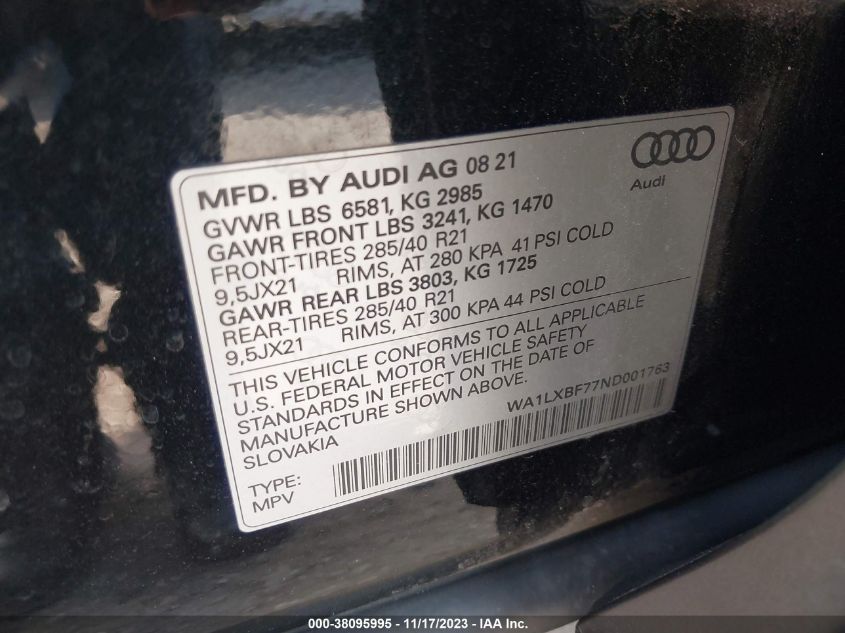 MFD. BY AUDI AG 08 21
GVWR LBS 6581, KG 2985
GAWR FRONT LBS 3241, KG 1470
FRONT-TIRES 285/40 R21
9,5JX21 RIMS, AT 280 KPA 41 PSI COLD
GAWR REAR LBS 3803, KG 1725
REAR-TIRES 285/40 R21
9,5JX21 RIMS, AT 300 KPA 44 PSI COLD
Audi
THIS VEHICLE CONFORMS TO ALL APPLICABLE
U.S. FEDERAL MOTOR VEHICLE SAFETY
STANDARDS IN EFFECT ON THE DATE OF
MANUFACTURE SHOWN ABOVE.
SLOVAKIA
WA1LXBF77ND001763
TYPE:
MPV
000-38095995 - 11/17/2023 - IAA Inc.